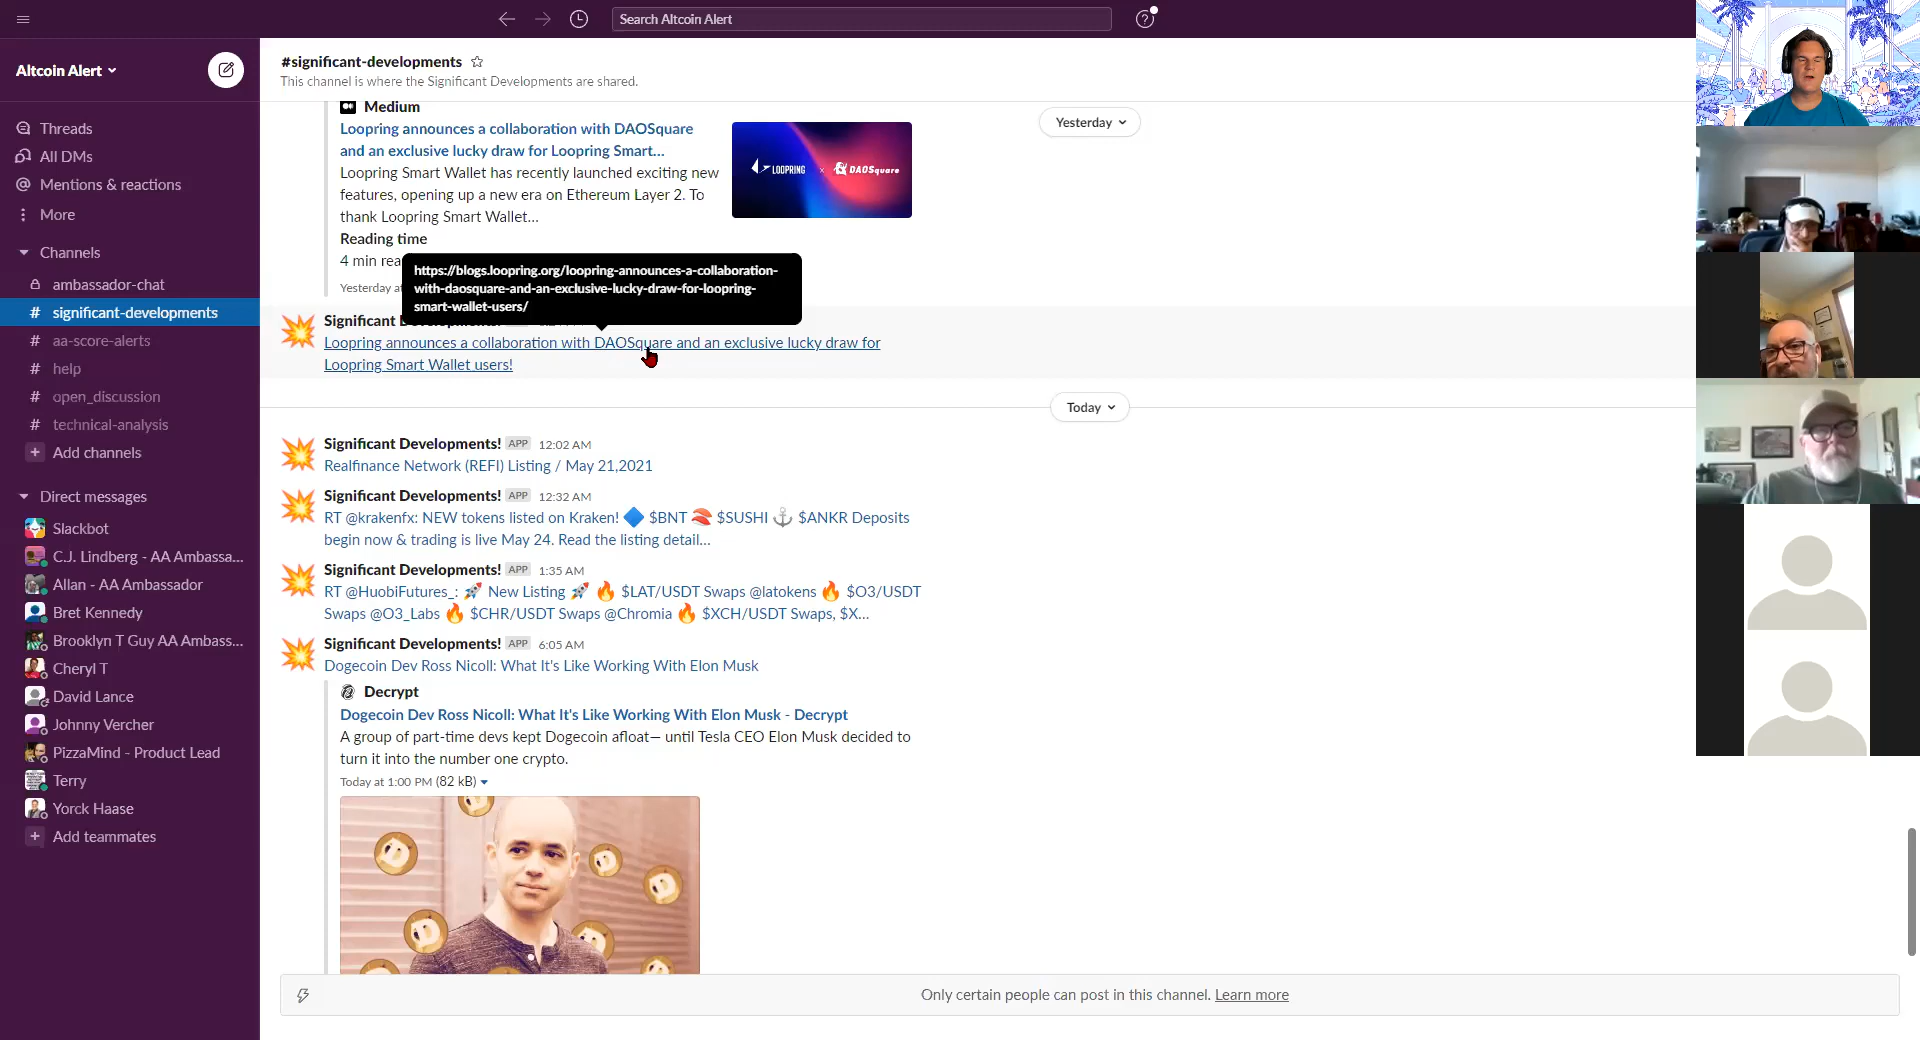 Search Altcoin Alert
Altcoin Alert
Threads
All DMs
Mentions & reactions
More
Channels
ambassador-chat
# significant-developments
# aa-score-alerts
# help
# open_discussion
# technical-analysis
+ Add channels
Direct messages
Slackbot
C.J. Lindberg - AA Ambassa...
Allan - AA Ambassador
Bret Kennedy
Brooklyn T Guy AA Ambass...
Cheryl T
David Lance
Johnny Vercher
PizzaMind - Product Lead
Terry
Yorck Haase
+ Add teammates
#significant-developments
This channel is where the Significant Developments are shared.
Yesterday
Medium
Loopring announces a collaboration with DAOSquare
and an exclusive lucky draw for Loopring Smart...
Loopring Smart Wallet has recently launched exciting new
features, opening up a new era on Ethereum Layer 2. To
thank Loopring Smart Wallet...
LOOPRING x DAOSquare
Reading time
4 min rea
Yesterday at
https://blogs.loopring.org/loopring-announces-a-collaboration-
with-daosquare-and-an-exclusive-lucky-draw-for-loopring-
smart-wallet-users/
Significant
Loopring announces a collaboration with DAOSquare and an exclusive lucky draw for
Loopring Smart Wallet users!
Today
Significant Developments! APP 12:02 AM
Realfinance Network (REFI) Listing / May 21,2021
Significant Developments! APP 12:32 AM
RT @krakenfx: NEW tokens listed on Kraken! 🔷 $BNT 🍣 $SUSHI ⚓ $ANKR Deposits
begin now & trading is live May 24. Read the listing detail...
Significant Developments! APP 1:35 AM
RT @HuobiFutures_: 🚀 New Listing 🚀 🔥 $LAT/USDT Swaps @latokens 🔥 $O3/USDT
Swaps @O3_Labs 🔥 $CHR/USDT Swaps @Chromia 🔥 $XCH/USDT Swaps, $X...
Significant Developments! APP 6:05 AM
Dogecoin Dev Ross Nicoll: What It's Like Working With Elon Musk
Decrypt
Dogecoin Dev Ross Nicoll: What It's Like Working With Elon Musk - Decrypt
A group of part-time devs kept Dogecoin afloat— until Tesla CEO Elon Musk decided to
turn it into the number one crypto.
Today at 1:00 PM (82 kB)
Only certain people can post in this channel. Learn more